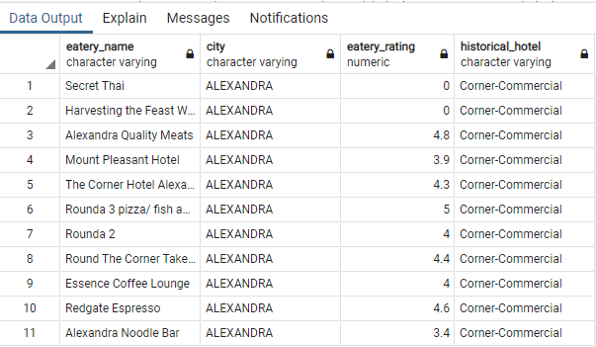 Data Output Explain Messages Notifications
eatery_name city eatery_rating historical_hotel
character varying character varying numeric character varying
1 Secret Thai ALEXANDRA 0 Corner-Commercial
2 Harvesting the Feast W... ALEXANDRA 0 Corner-Commercial
3 Alexandra Quality Meats ALEXANDRA 4.8 Corner-Commercial
4 Mount Pleasant Hotel ALEXANDRA 3.9 Corner-Commercial
5 The Corner Hotel Alexa... ALEXANDRA 4.3 Corner-Commercial
6 Rounda 3 pizza/ fish a... ALEXANDRA 5 Corner-Commercial
7 Rounda 2 ALEXANDRA 4 Corner-Commercial
8 Round The Corner Take... ALEXANDRA 4.4 Corner-Commercial
9 Essence Coffee Lounge ALEXANDRA 4 Corner-Commercial
10 Redgate Espresso ALEXANDRA 4.6 Corner-Commercial
11 Alexandra Noodle Bar ALEXANDRA 3.4 Corner-Commercial